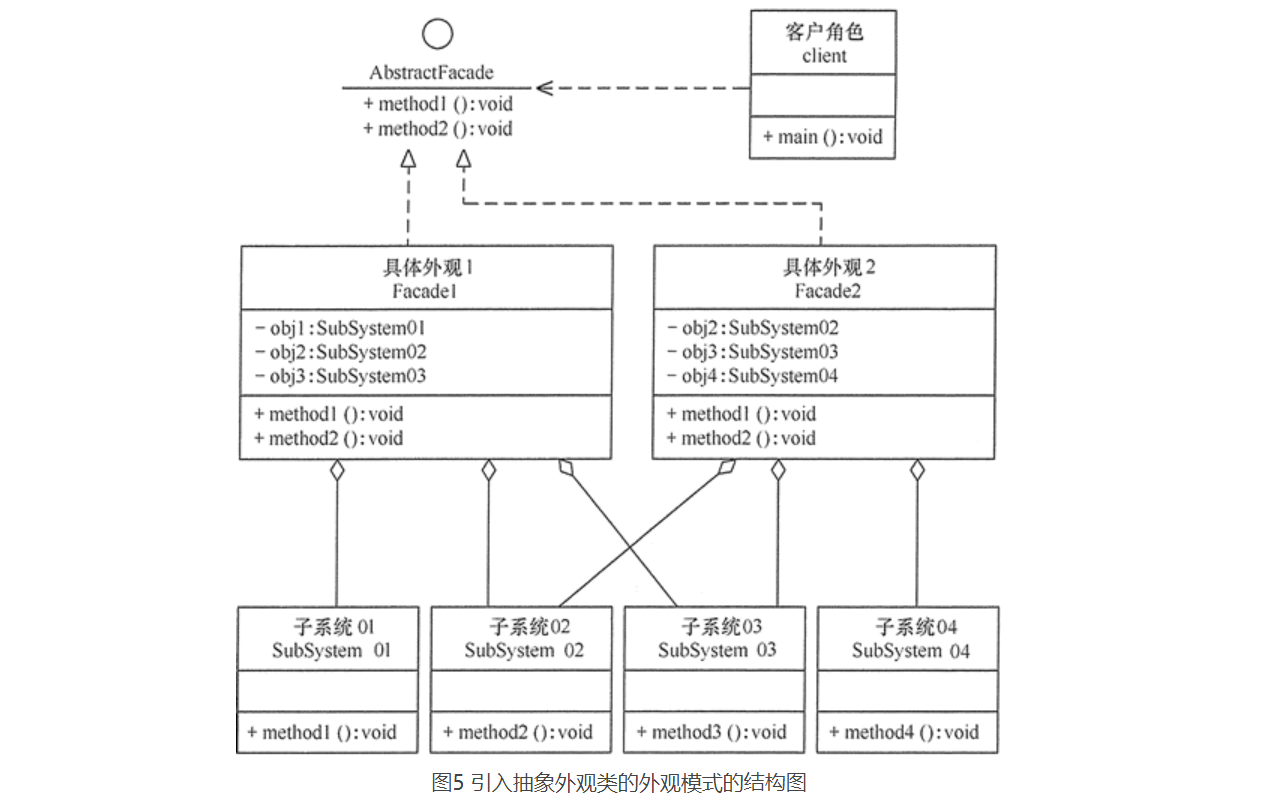 AbstractFacade
+ method1 ():void
+ method2 ():void
客户角色
client
+ main ():void
具体外观1
Facade1
- obj1:SubSystem01
- obj2:SubSystem02
- obj3:SubSystem03
+ method1 ():void
+ method2 ():void
具体外观2
Facade2
- obj2:SubSystem02
- obj3:SubSystem03
- obj4:SubSystem04
+ method1 ():void
+ method2 ():void
子系统 01
SubSystem 01
+ method1 ():void
子系统02
SubSystem 02
+ method2 ():void
子系统03
SubSystem 03
+ method3 ():void
子系统04
SubSystem 04
+ method4 ():void
图5 引入抽象外观类的外观模式的结构图